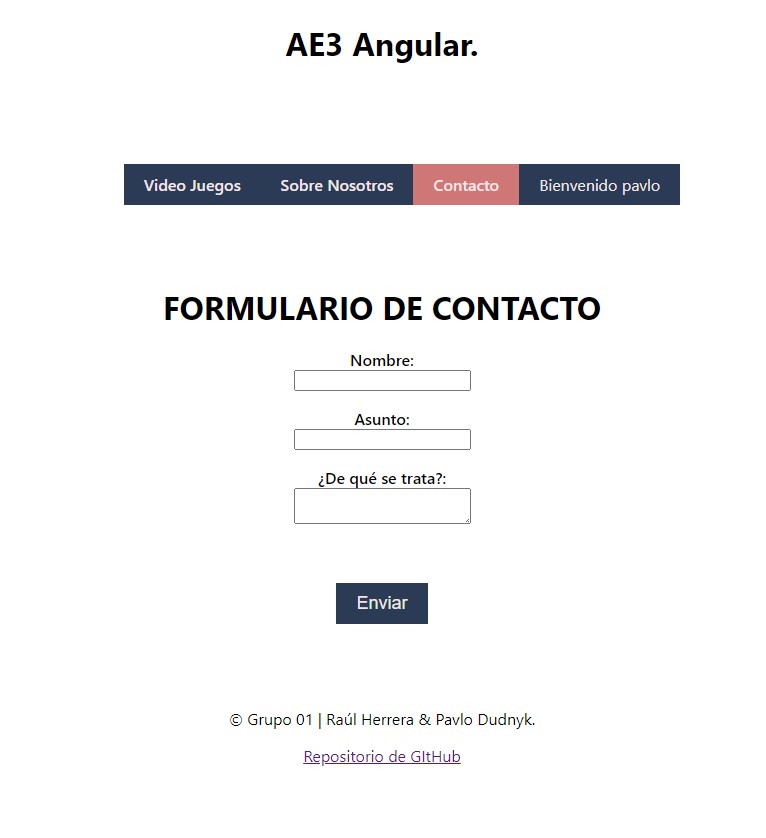 AE3 Angular.
Video Juegos Sobre Nosotros Contacto Bienvenido pavlo
FORMULARIO DE CONTACTO
Nombre:
Asunto:
¿De qué se trata?:
Enviar
© Grupo 01 | Raúl Herrera & Pavlo Dudnyk.
Repositorio de GItHub